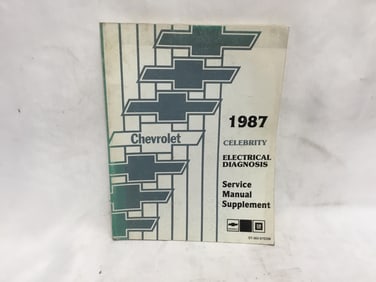 Chevrolet
1987
CELEBRITY
ELECTRICAL
DIAGNOSIS
Service
Manual
Supplement